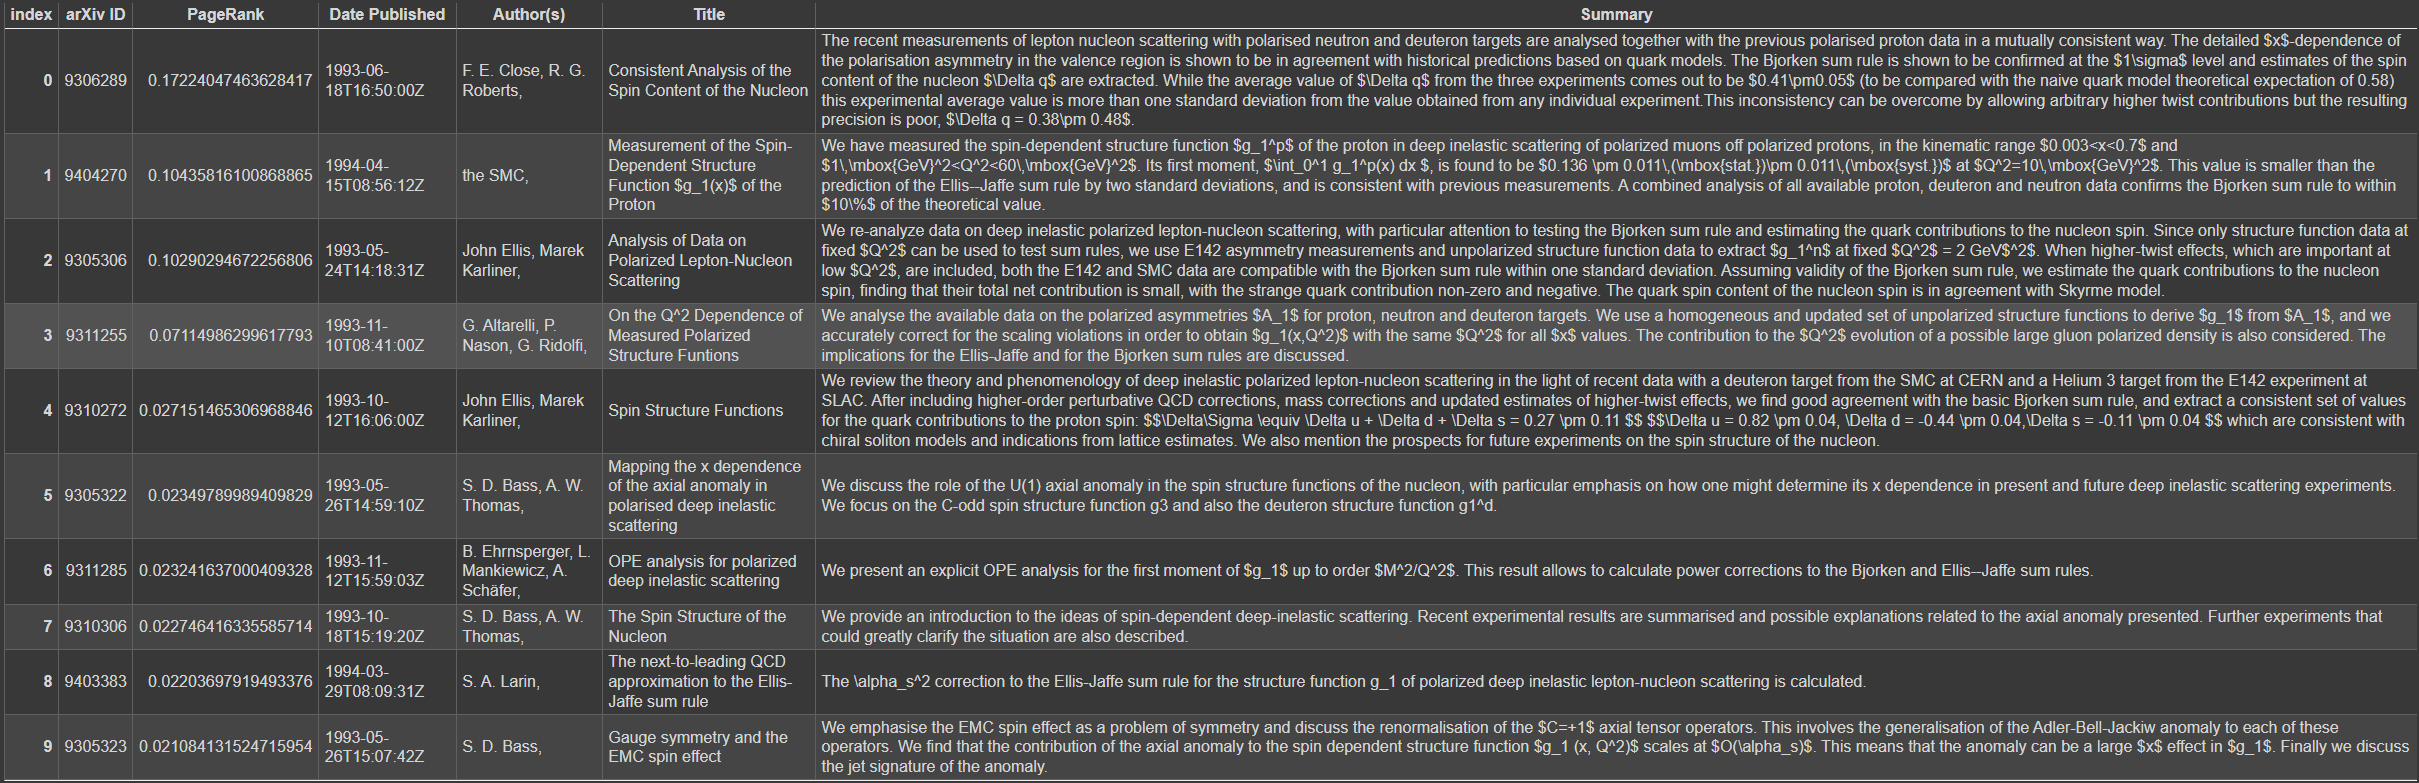 index arXiv ID PageRank Date Published Author(s) Title Summary
0 9306289 0.17224047463628417
1993-06-
18T16:50:00Z
F. E. Close, R. G.
Roberts,
Consistent Analysis of the
Spin Content of the Nucleon
The recent measurements of lepton nucleon scattering with polarised neutron and deuteron targets are analysed together with the previous polarised proton data in a mutually consistent way. The detailed $x$-dependence of
the polarisation asymmetry in the valence region is shown to be in agreement with historical predictions based on quark models. The Bjorken sum rule is shown to be confirmed at the $1\sigma$ level and estimates of the spin
content of the nucleon $\Delta q$ are extracted. While the average value of $\Delta q$ from the three experiments comes out to be $0.41\pm0.05$ (to be compared with the naive quark model theoretical expectation of 0.58)
this experimental average value is more than one standard deviation from the value obtained from any individual experiment.This inconsistency can be overcome by allowing arbitrary higher twist contributions but the resulting
precision is poor, $\Delta q = 0.38\pm 0.48$.
1 9404270 0.10435816100868865
1994-04-
15T08:56:12Z
the SMC,
Measurement of the Spin-
Dependent Structure
Function $g_1(x)$ of the
Proton
We have measured the spin-dependent structure function $g_1^p$ of the proton in deep inelastic scattering of polarized muons off polarized protons, in the kinematic range $0.003<x<0.7$ and
$1\,\mbox{GeV}^2<Q^2<60\,\mbox{GeV}^2$. Its first moment, $\int_0^1 g_1^p(x) dx $, is found to be $0.136 \pm 0.011\,(\mbox{stat.})\pm 0.011\,(\mbox{syst.})$ at $Q^2=10\,\mbox{GeV}^2$. This value is smaller than the
prediction of the Ellis--Jaffe sum rule by two standard deviations, and is consistent with previous measurements. A combined analysis of all available proton, deuteron and neutron data confirms the Bjorken sum rule to within
$10\%$ of the theoretical value.
2 9305306 0.10290294672256806
1993-05-
24T14:18:31Z
John Ellis, Marek
Karliner,
Analysis of Data on
Polarized Lepton-Nucleon
Scattering
We re-analyze data on deep inelastic polarized lepton-nucleon scattering, with particular attention to testing the Bjorken sum rule and estimating the quark contributions to the nucleon spin. Since only structure function data at
fixed $Q^2$ can be used to test sum rules, we use E142 asymmetry measurements and unpolarized structure function data to extract $g_1^n$ at fixed $Q^2$ = 2 GeV$^2$. When higher-twist effects, which are important at
low $Q^2$, are included, both the E142 and SMC data are compatible with the Bjorken sum rule within one standard deviation. Assuming validity of the Bjorken sum rule, we estimate the quark contributions to the nucleon
spin, finding that their total net contribution is small, with the strange quark contribution non-zero and negative. The quark spin content of the nucleon spin is in agreement with Skyrme model.
3 9311255 0.07114986299617793
1993-11-
10T08:41:00Z
G. Altarelli, P.
Nason, G. Ridolfi,
On the Q^2 Dependence of
Measured Polarized
Structure Funtions
We analyse the available data on the polarized asymmetries $A_1$ for proton, neutron and deuteron targets. We use a homogeneous and updated set of unpolarized structure functions to derive $g_1$ from $A_1$, and we
accurately correct for the scaling violations in order to obtain $g_1(x,Q^2)$ with the same $Q^2$ for all $x$ values. The contribution to the $Q^2$ evolution of a possible large gluon polarized density is also considered. The
implications for the Ellis-Jaffe and for the Bjorken sum rules are discussed.
4 9310272 0.027151465306968846
1993-10-
12T16:06:00Z
John Ellis, Marek
Karliner,
Spin Structure Functions
We review the theory and phenomenology of deep inelastic polarized lepton-nucleon scattering in the light of recent data with a deuteron target from the SMC at CERN and a Helium 3 target from the E142 experiment at
SLAC. After including higher-order perturbative QCD corrections, mass corrections and updated estimates of higher-twist effects, we find good agreement with the basic Bjorken sum rule, and extract a consistent set of values
for the quark contributions to the proton spin: $$\Delta\Sigma \equiv \Delta u + \Delta d + \Delta s = 0.27 \pm 0.11 $$ $$\Delta u = 0.82 \pm 0.04, \Delta d = -0.44 \pm 0.04,\Delta s = -0.11 \pm 0.04 $$ which are consistent with
chiral soliton models and indications from lattice estimates. We also mention the prospects for future experiments on the spin structure of the nucleon.
5 9305322 0.02349789989409829
1993-05-
26T14:59:10Z
S. D. Bass, A. W.
Thomas,
Mapping the x dependence
of the axial anomaly in
polarised deep inelastic
scattering
We discuss the role of the U(1) axial anomaly in the spin structure functions of the nucleon, with particular emphasis on how one might determine its x dependence in present and future deep inelastic scattering experiments.
We focus on the C-odd spin structure function g3 and also the deuteron structure function g1^d.
6 9311285 0.023241637000409328
1993-11-
12T15:59:03Z
B. Ehrnsperger, L.
Mankiewicz, A.
Schäfer,
OPE analysis for polarized
deep inelastic scattering
We present an explicit OPE analysis for the first moment of $g_1$ up to order $M^2/Q^2$. This result allows to calculate power corrections to the Bjorken and Ellis--Jaffe sum rules.
7 9310306 0.022746416335585714
1993-10-
18T15:19:20Z
S. D. Bass, A. W.
Thomas,
The Spin Structure of the
Nucleon
We provide an introduction to the ideas of spin-dependent deep-inelastic scattering. Recent experimental results are summarised and possible explanations related to the axial anomaly presented. Further experiments that
could greatly clarify the situation are also described.
8 9403383 0.02203697919493376
1994-03-
29T08:09:31Z
S. A. Larin,
The next-to-leading QCD
approximation to the Ellis-
Jaffe sum rule
The \alpha_s^2 correction to the Ellis-Jaffe sum rule for the structure function g_1 of polarized deep inelastic lepton-nucleon scattering is calculated.
9 9305323 0.021084131524715954
1993-05-
26T15:07:42Z
S. D. Bass,
Gauge symmetry and the
EMC spin effect
We emphasise the EMC spin effect as a problem of symmetry and discuss the renormalisation of the $C=+1$ axial tensor operators. This involves the generalisation of the Adler-Bell-Jackiw anomaly to each of these
operators. We find that the contribution of the axial anomaly to the spin dependent structure function $g_1 (x, Q^2)$ scales at $O(\alpha_s)$. This means that the anomaly can be a large $x$ effect in $g_1$. Finally we discuss
the jet signature of the anomaly.